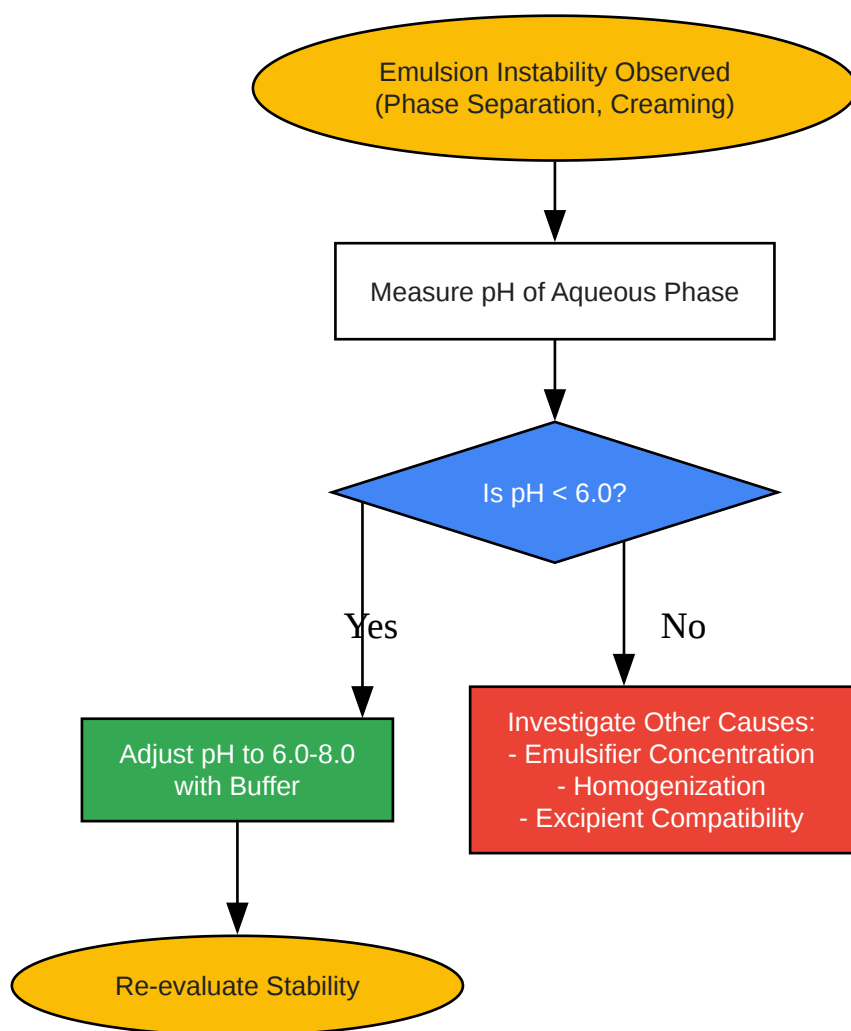 Emulsion Instability Observed
(Phase Separation, Creaming)
Measure pH of Aqueous Phase
Is pH < 6.0?
Yes
No
Adjust pH to 6.0-8.0
with Buffer
Investigate Other Causes:
- Emulsifier Concentration
- Homogenization
- Excipient Compatibility
Re-evaluate Stability